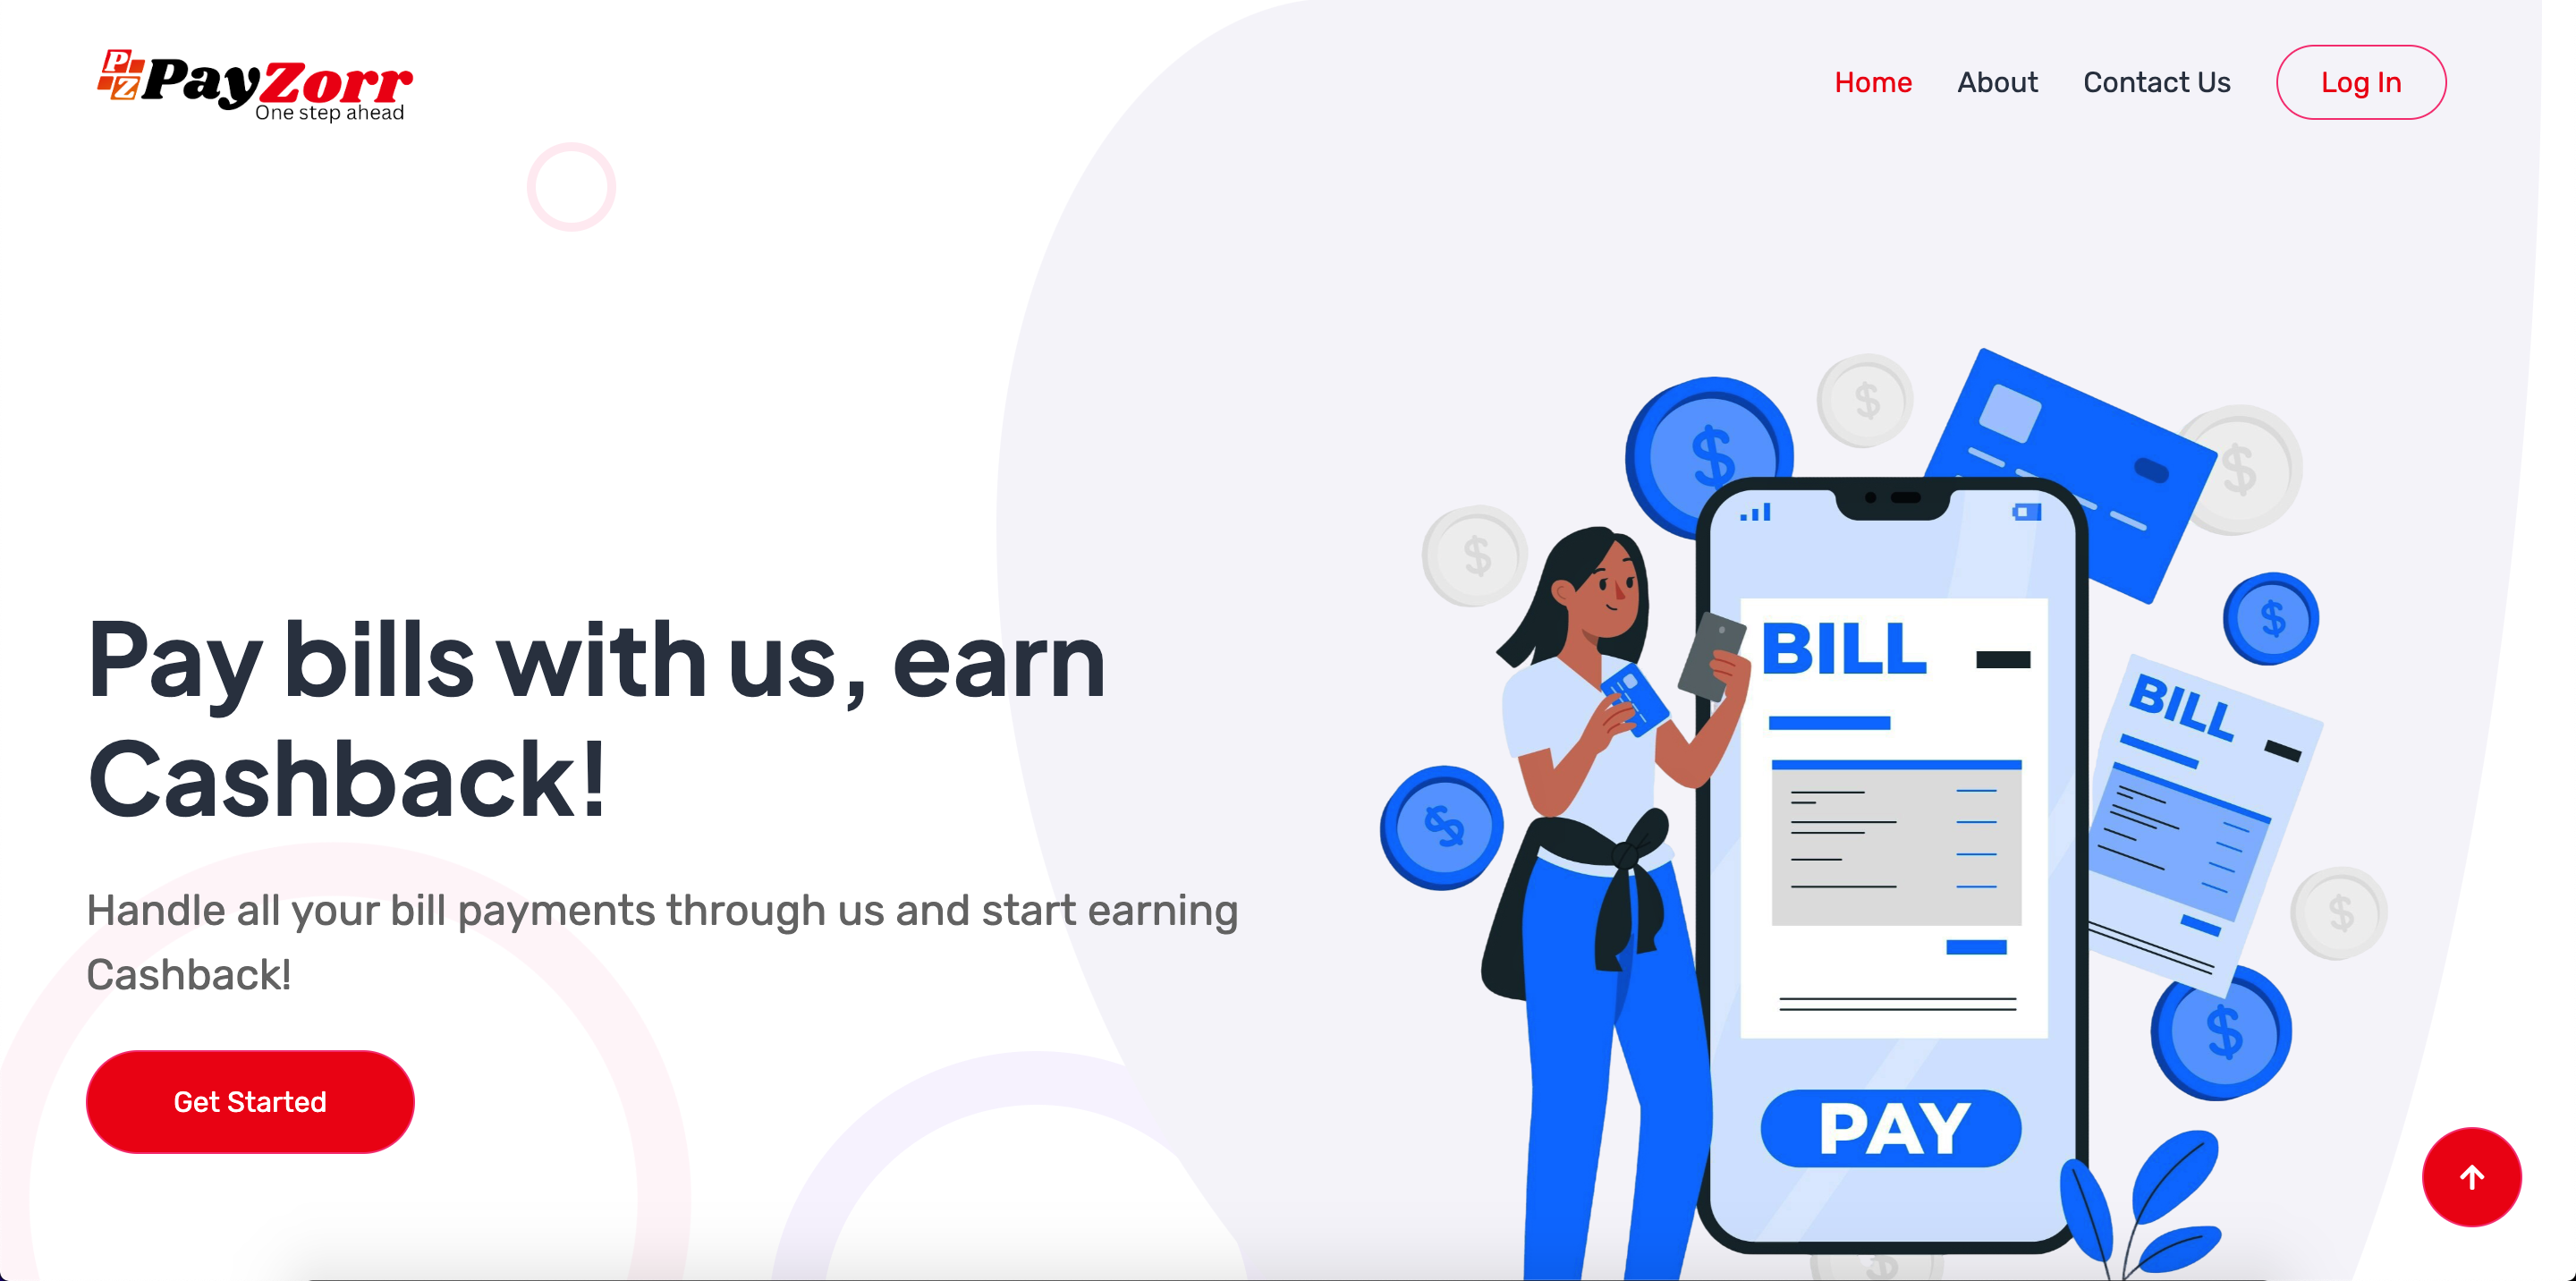 P
Z
PayZorr
One step ahead
Home About Contact Us Log In
Pay bills with us, earn
Cashback!
Handle all your bill payments through us and start earning
Cashback!
Get Started
$
$
$
$
$
BILL
BILL
$
$
$
$
PAY
$